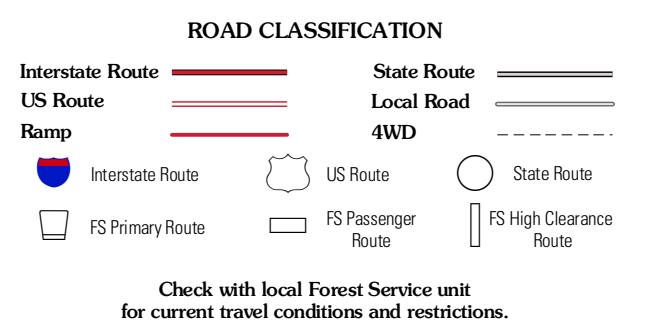 ROAD CLASSIFICATION
Interstate Route
State Route
US Route
Local Road
Ramp
4WD
Interstate Route
US Route
State Route
FS Primary Route
FS Passenger
Route
FS High Clearance
Route
Check with local Forest Service unit
for current travel conditions and restrictions.